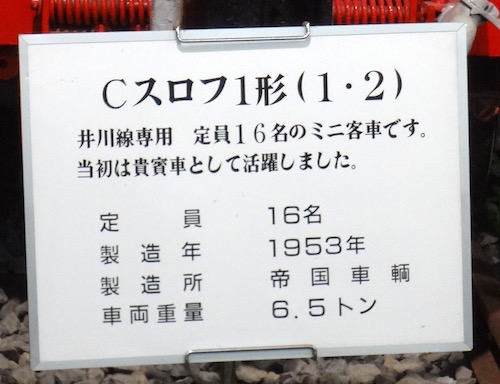 Cスロフ1形(1・2)
井川線専用　定員16名のミニ客車です。
当初は貴賓車として活躍しました。
定員　16名
製造年　1953年
製造所　帝国車輌
車両重量　6.5トン